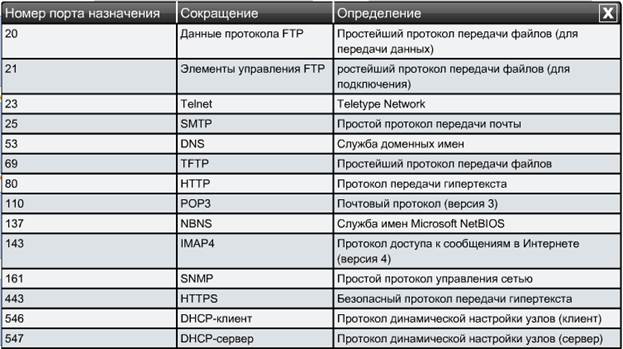 Номер порта назначения Сокращение Определение X
20 Данные протокола FTP Простейший протокол передачи файлов (для
передачи данных)
21 Элементы управления FTP ростейший протокол передачи файлов (для
подключения)
23 Telnet Teletype Network
25 SMTP Простой протокол передачи почты
53 DNS Служба доменных имен
69 TFTP Простейший протокол передачи файлов
80 HTTP Протокол передачи гипертекста
110 POP3 Почтовый протокол (версия 3)
137 NBNS Служба имен Microsoft NetBIOS
143 IMAP4 Протокол доступа к сообщениям в Интернете
(версия 4)
161 SNMP Простой протокол управления сетью
443 HTTPS Безопасный протокол передачи гипертекста
546 DHCP-клиент Протокол динамической настройки узлов (клиент)
547 DHCP-сервер Протокол динамической настройки узлов (сервер)